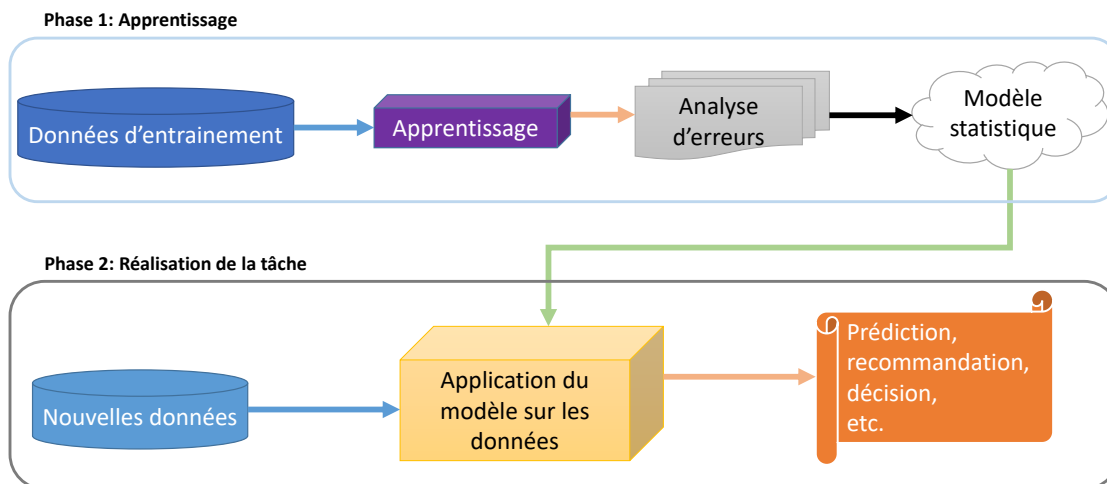 Phase 1: Apprentissage
Données d'entrainement
Apprentissage
Analyse
d'erreurs
Modèle
statistique
Phase 2: Réalisation de la tâche
Nouvelles données
Application du
modèle sur les
données
Prédiction,
recommandation,
décision,
etc.